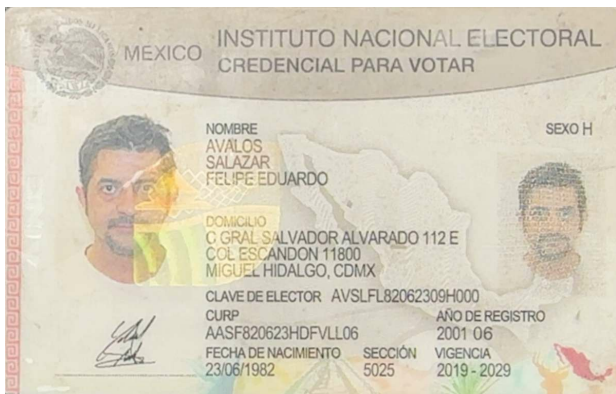 MEXICO
INSTITUTO NACIONAL ELECTORAL
CREDENCIAL PARA VOTAR
NOMBRE
SEXO H
AVALOS
SALAZAR
FELIPE EDUARDO
DOMICILIO
C GRAL SALVADOR ALVARADO 112 E
COL ESCANDON 11800
MIGUEL HIDALGO, CDMX
CLAVE DE ELECTOR AVSLFL82062309H000
CURP
AÑO DE REGISTRO
AASF820623HDFVLL06
2001 06
FECHA DE NACIMIENTO SECCIÓN VIGENCIA
23/06/1982 5025 2019 - 2029